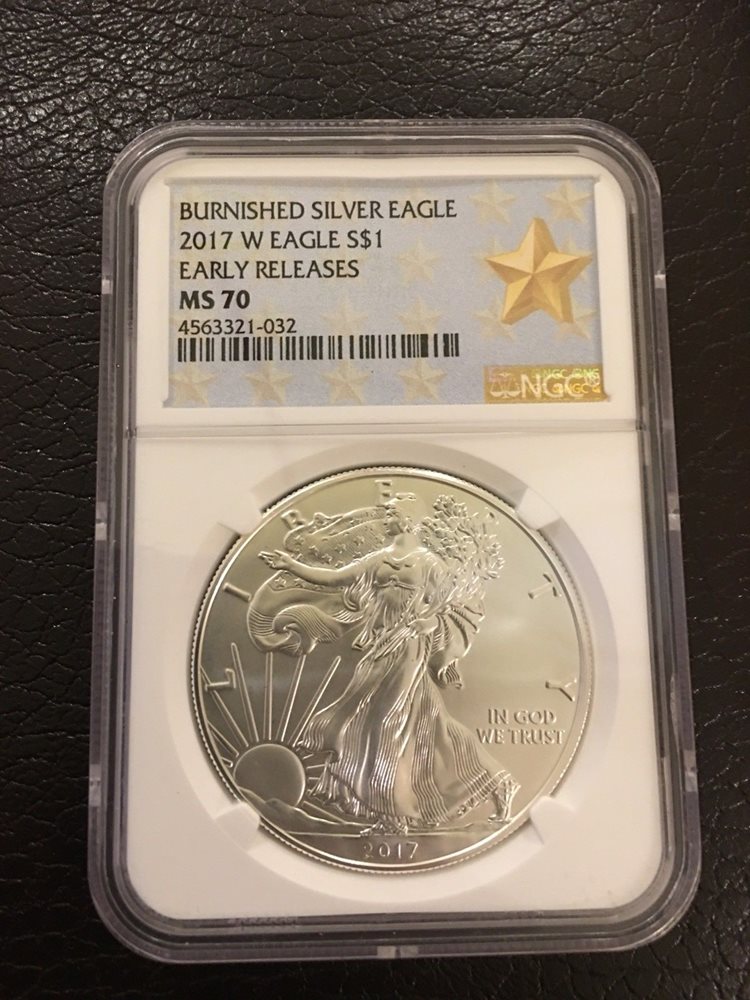 BURNISHED SILVER EAGLE
2017 W EAGLE S$1
EARLY RELEASES
MS 70
4563321-032
NGC
LIBERTY
IN GOD
WE TRUST
2017